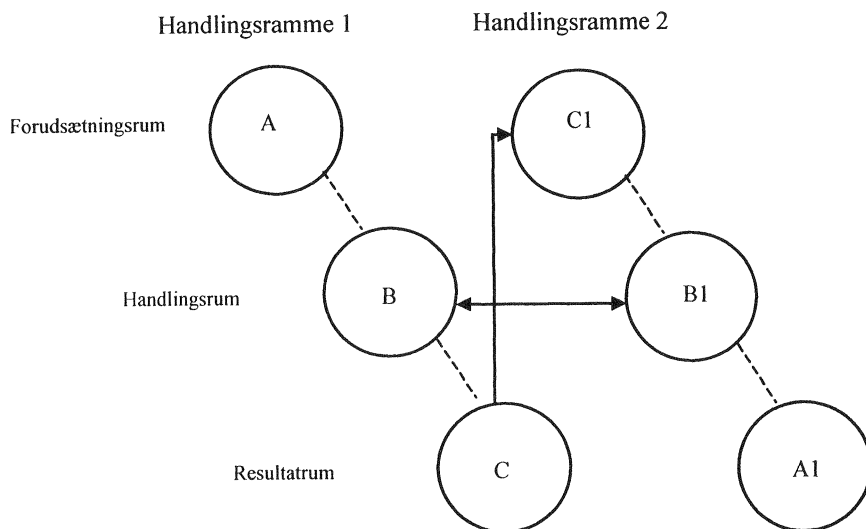 Handlingsramme 1
Handlingsramme 2
Forudsætningsrum
A
C1
Handlingsrum
B
B1
Resultatrum
C
A1